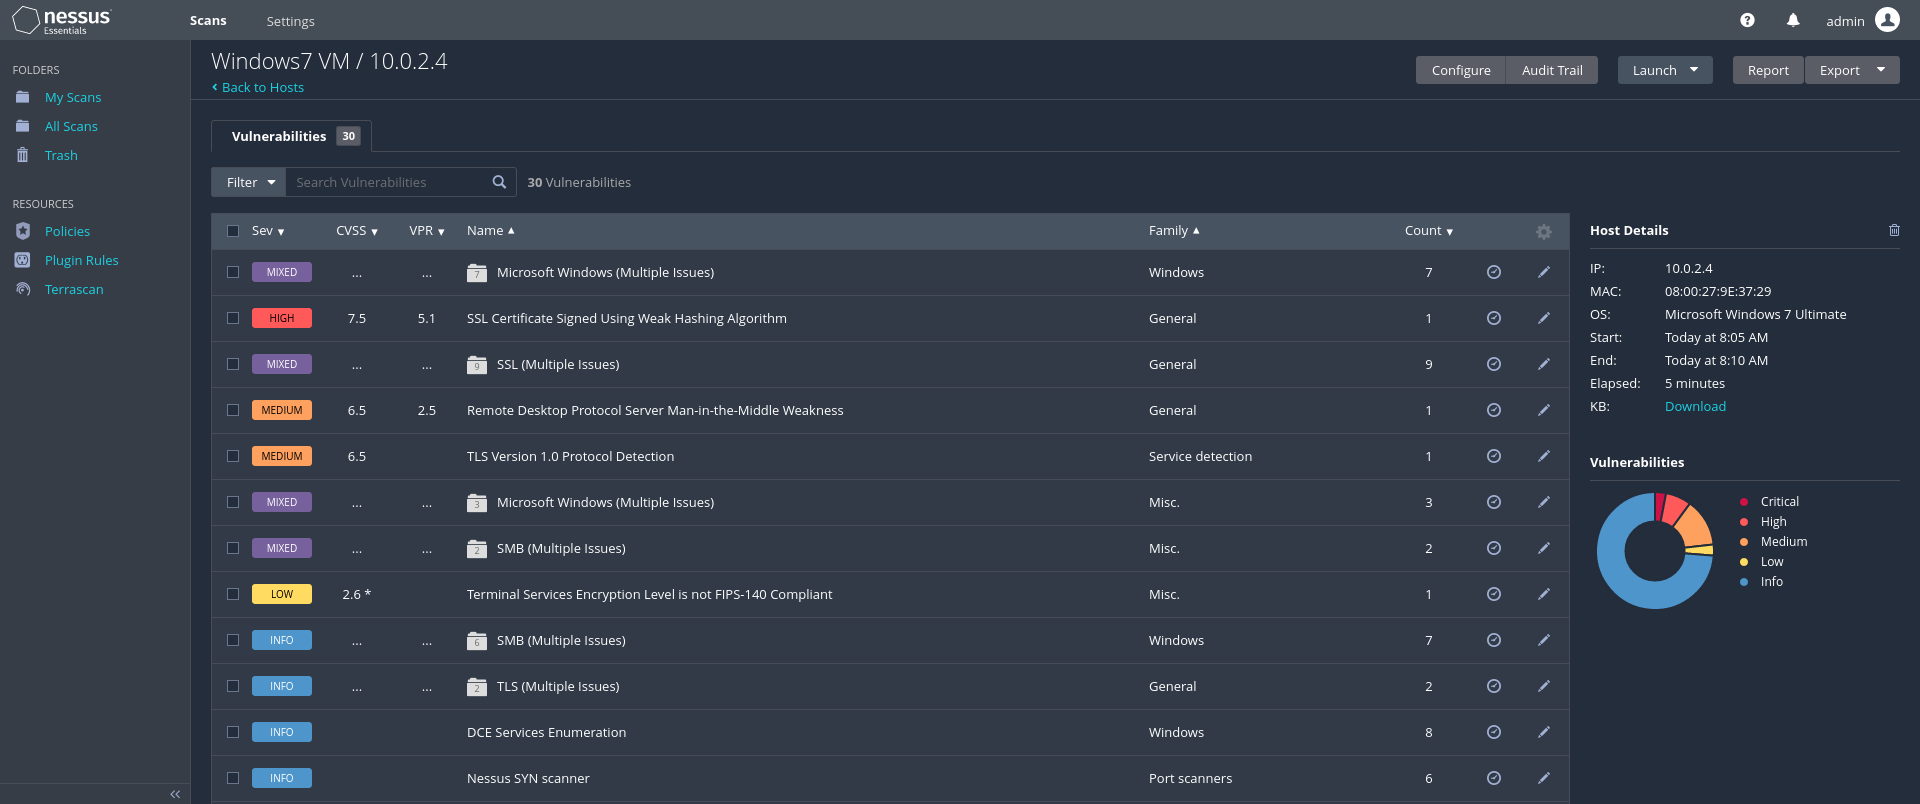 nessus
Essentials
Scans
Settings
admin
FOLDERS
My Scans
All Scans
Trash
RESOURCES
Policies
Plugin Rules
Terrascan
Windows7 VM / 10.0.2.4
Back to Hosts
Configure
Audit Trail
Launch
Report
Export
Vulnerabilities 30
Filter
Search Vulnerabilities
30 Vulnerabilities
Sev CVSS VPR Name Family Count
MIXED ... ... 7 Microsoft Windows (Multiple Issues) Windows 7
HIGH 7.5 5.1 SSL Certificate Signed Using Weak Hashing Algorithm General 1
MIXED ... ... 9 SSL (Multiple Issues) General 9
MEDIUM 6.5 2.5 Remote Desktop Protocol Server Man-in-the-Middle Weakness General 1
MEDIUM 6.5 TLS Version 1.0 Protocol Detection Service detection 1
MIXED ... ... 3 Microsoft Windows (Multiple Issues) Misc. 3
MIXED ... ... 2 SMB (Multiple Issues) Misc. 2
LOW 2.6 * Terminal Services Encryption Level is not FIPS-140 Compliant Misc. 1
INFO ... ... 6 SMB (Multiple Issues) Windows 7
INFO ... ... 2 TLS (Multiple Issues) General 2
INFO DCE Services Enumeration Windows 8
INFO Nessus SYN scanner Port scanners 6
Host Details
IP: 10.0.2.4
MAC: 08:00:27:9E:37:29
OS: Microsoft Windows 7 Ultimate
Start: Today at 8:05 AM
End: Today at 8:10 AM
Elapsed: 5 minutes
KB: Download
Vulnerabilities
Critical
High
Medium
Low
Info